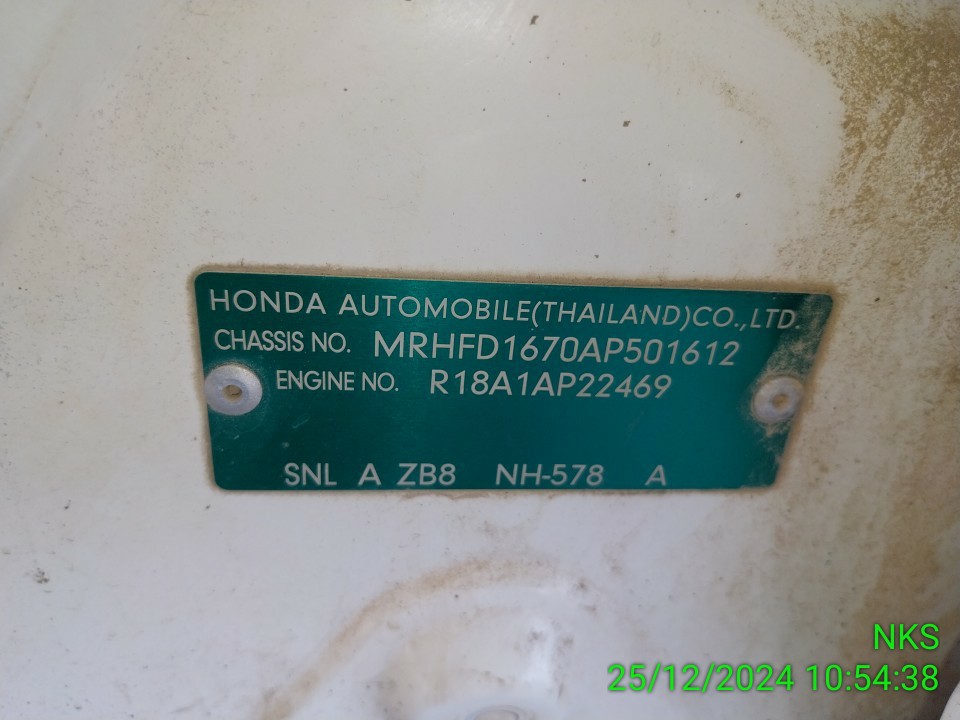 HONDA AUTOMOBILE(THAILAND)CO.,LTD.
CHASSIS NO. MRHFD1670AP501612
ENGINE NO. R18A1AP22469
SNL A ZB8 NH-578 A
NKS
25/12/2024 10:54:38